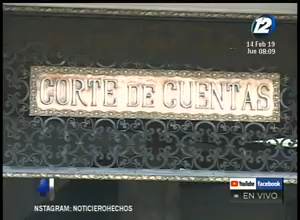 12
14 Feb 19
Jue 08:09
CORTE DE CUENTAS
YouTube facebook
EN VIVO
NSTAGRAM: NOTICIEROHECHOS